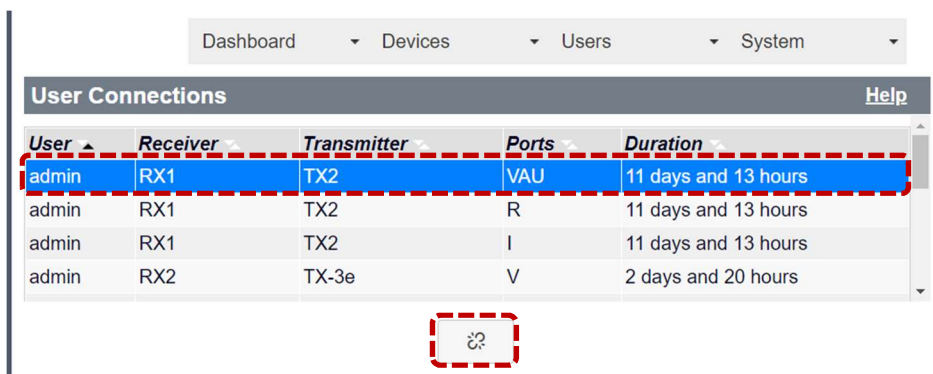 Dashboard Devices Users System
User Connections Help
User Receiver Transmitter Ports Duration
admin RX1 TX2 VAU 11 days and 13 hours
admin RX1 TX2 R 11 days and 13 hours
admin RX1 TX2 I 11 days and 13 hours
admin RX2 TX-3e V 2 days and 20 hours